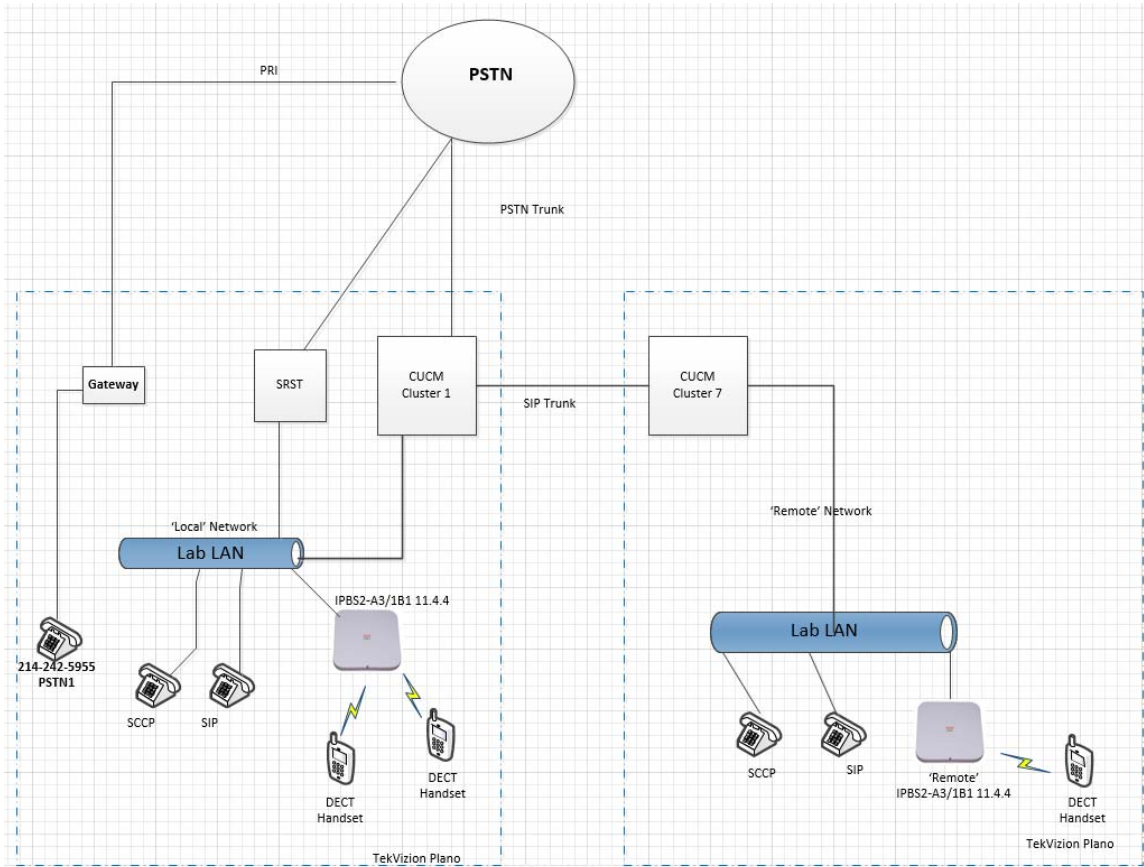 PSTN
PRI
PSTN Trunk
Gateway
SRST
CUCM
Cluster 1
SIP Trunk
CUCM
Cluster 7
'Local' Network
Lab LAN
'Remote' Network
IPBS2-A3/1B1 11.4.4
Lab LAN
214-242-5955
PSTN1
SCCP
SIP
DECT
Handset
DECT
Handset
TekVizion Plano
SCCP
SIP
'Remote'
IPBS2-A3/1B1 11.4.4
DECT
Handset
TekVizion Plano